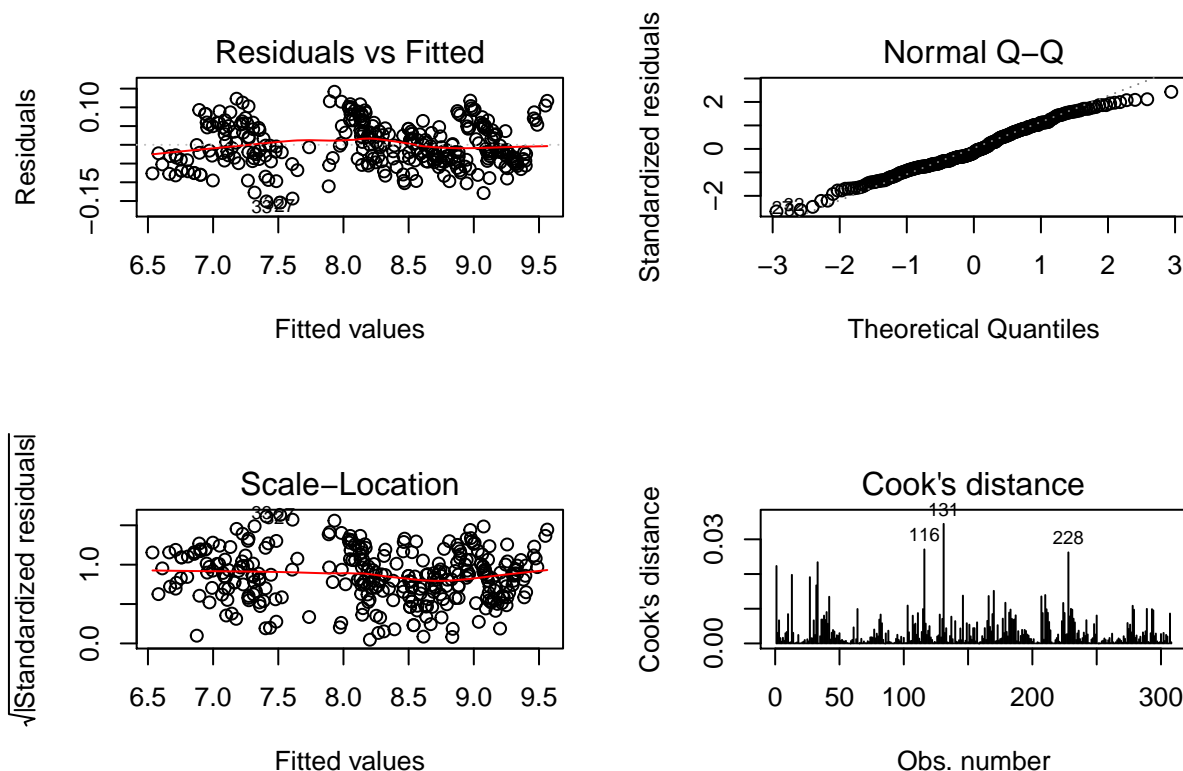 Residuals vs Fitted
Residuals
0.10
−0.15
6.5 7.0 7.5 8.0 8.5 9.0 9.5
Fitted values
Normal Q−Q
Standardized residuals
2
0
−2
−3 −2 −1 0 1 2 3
Theoretical Quantiles
Scale−Location
√|Standardized residuals|
1.0
0.0
6.5 7.0 7.5 8.0 8.5 9.0 9.5
Fitted values
Cook's distance
Cook's distance
0.03
0.00
131
116
228
0 50 100 200 300
Obs. number